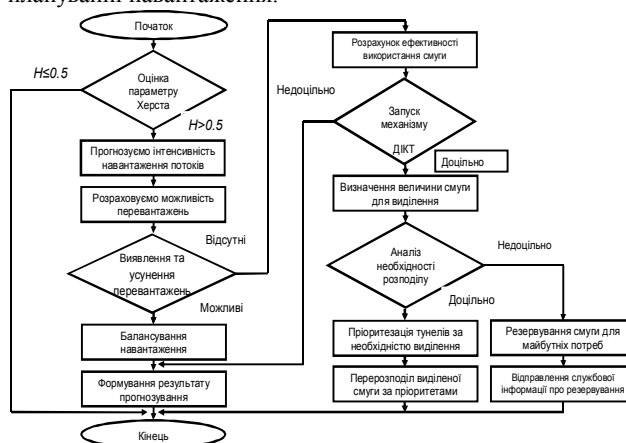 плануванні навантаження.
Початок
H≤0.5
Оцінка
параметру
Херста
H>0.5
Прогнозуємо інтенсивність
навантаження потоків
Розраховуємо можливість
перевантажень
Відсутні
Виявлення та
усунення
перевантажень
Можливі
Балансування
навантаження
Формування результату
прогнозування
Кінець
Розрахунок ефективності
використання смуги
Недоцільно
Запуск
механізму
ДІКТ
Доцільно
Визначення величини смуги
для виділення
Аналіз
необхідності
розподілу
Недоцільно
Доцільно
Пріоритезація тунелів за
необхідністю виділення
Перерозподіл виділеної
смуги за пріоритетами
Резервування смуги для
майбутніх потреб
Відправлення службової
інформації про резервування